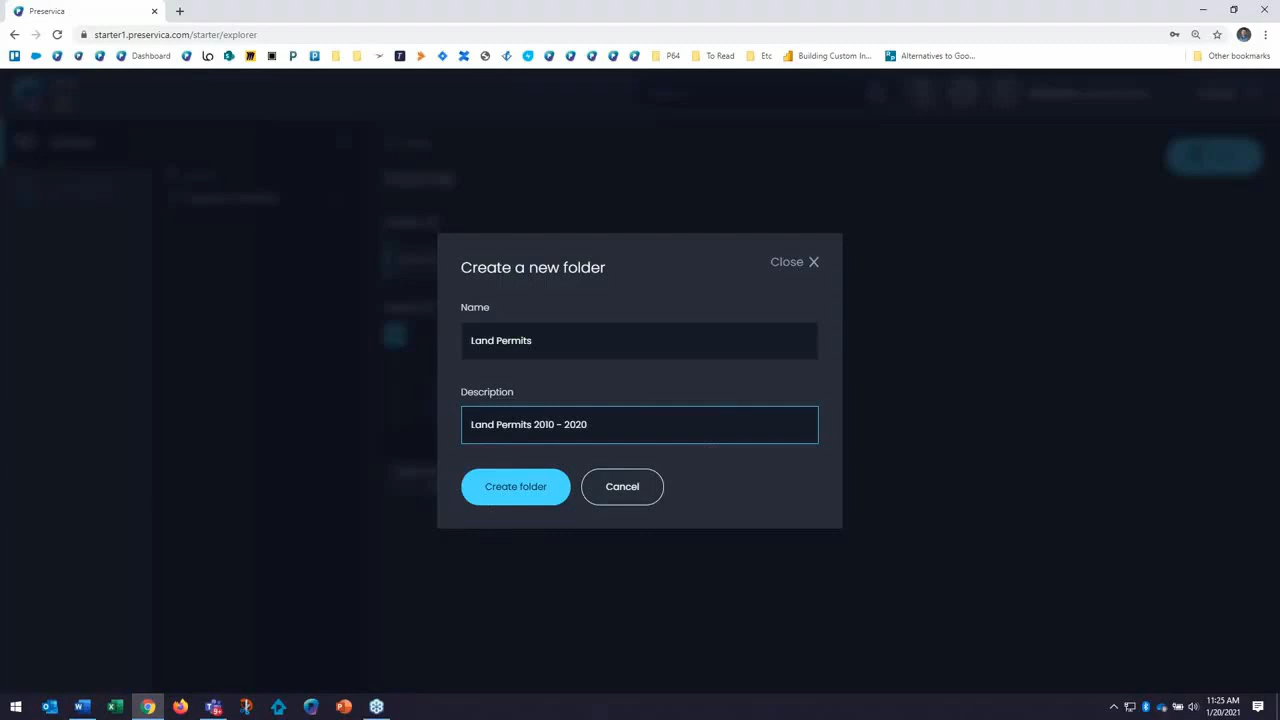 Preservica
starter1.preservica.com/starter/explorer
Dashboard
P64
To Read
Etc
Building Custom In...
Alternatives to Goo...
Other bookmarks
Create a new folder
Close
Name
Land Permits
Description
Land Permits 2010 - 2020
Create folder
Cancel
11:25 AM
1/20/2021